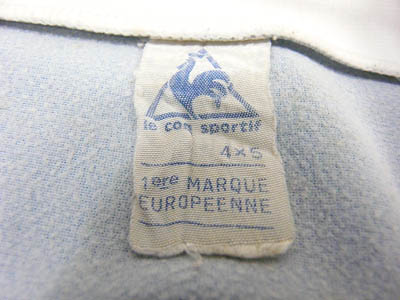 le coq sportif
4×5
1ere MARQUE
EUROPEENNE